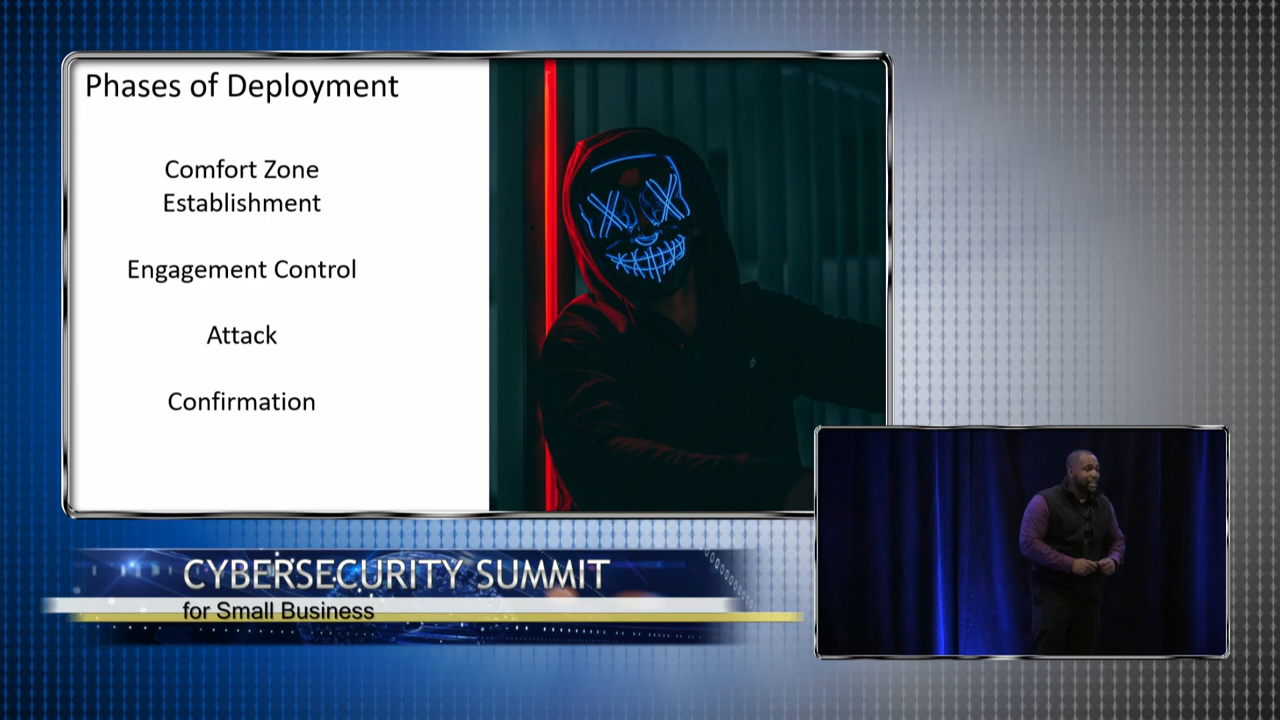 Phases of Deployment
Comfort Zone
Establishment
Engagement Control
Attack
Confirmation
CYBERSECURITY SUMMIT
for Small Business